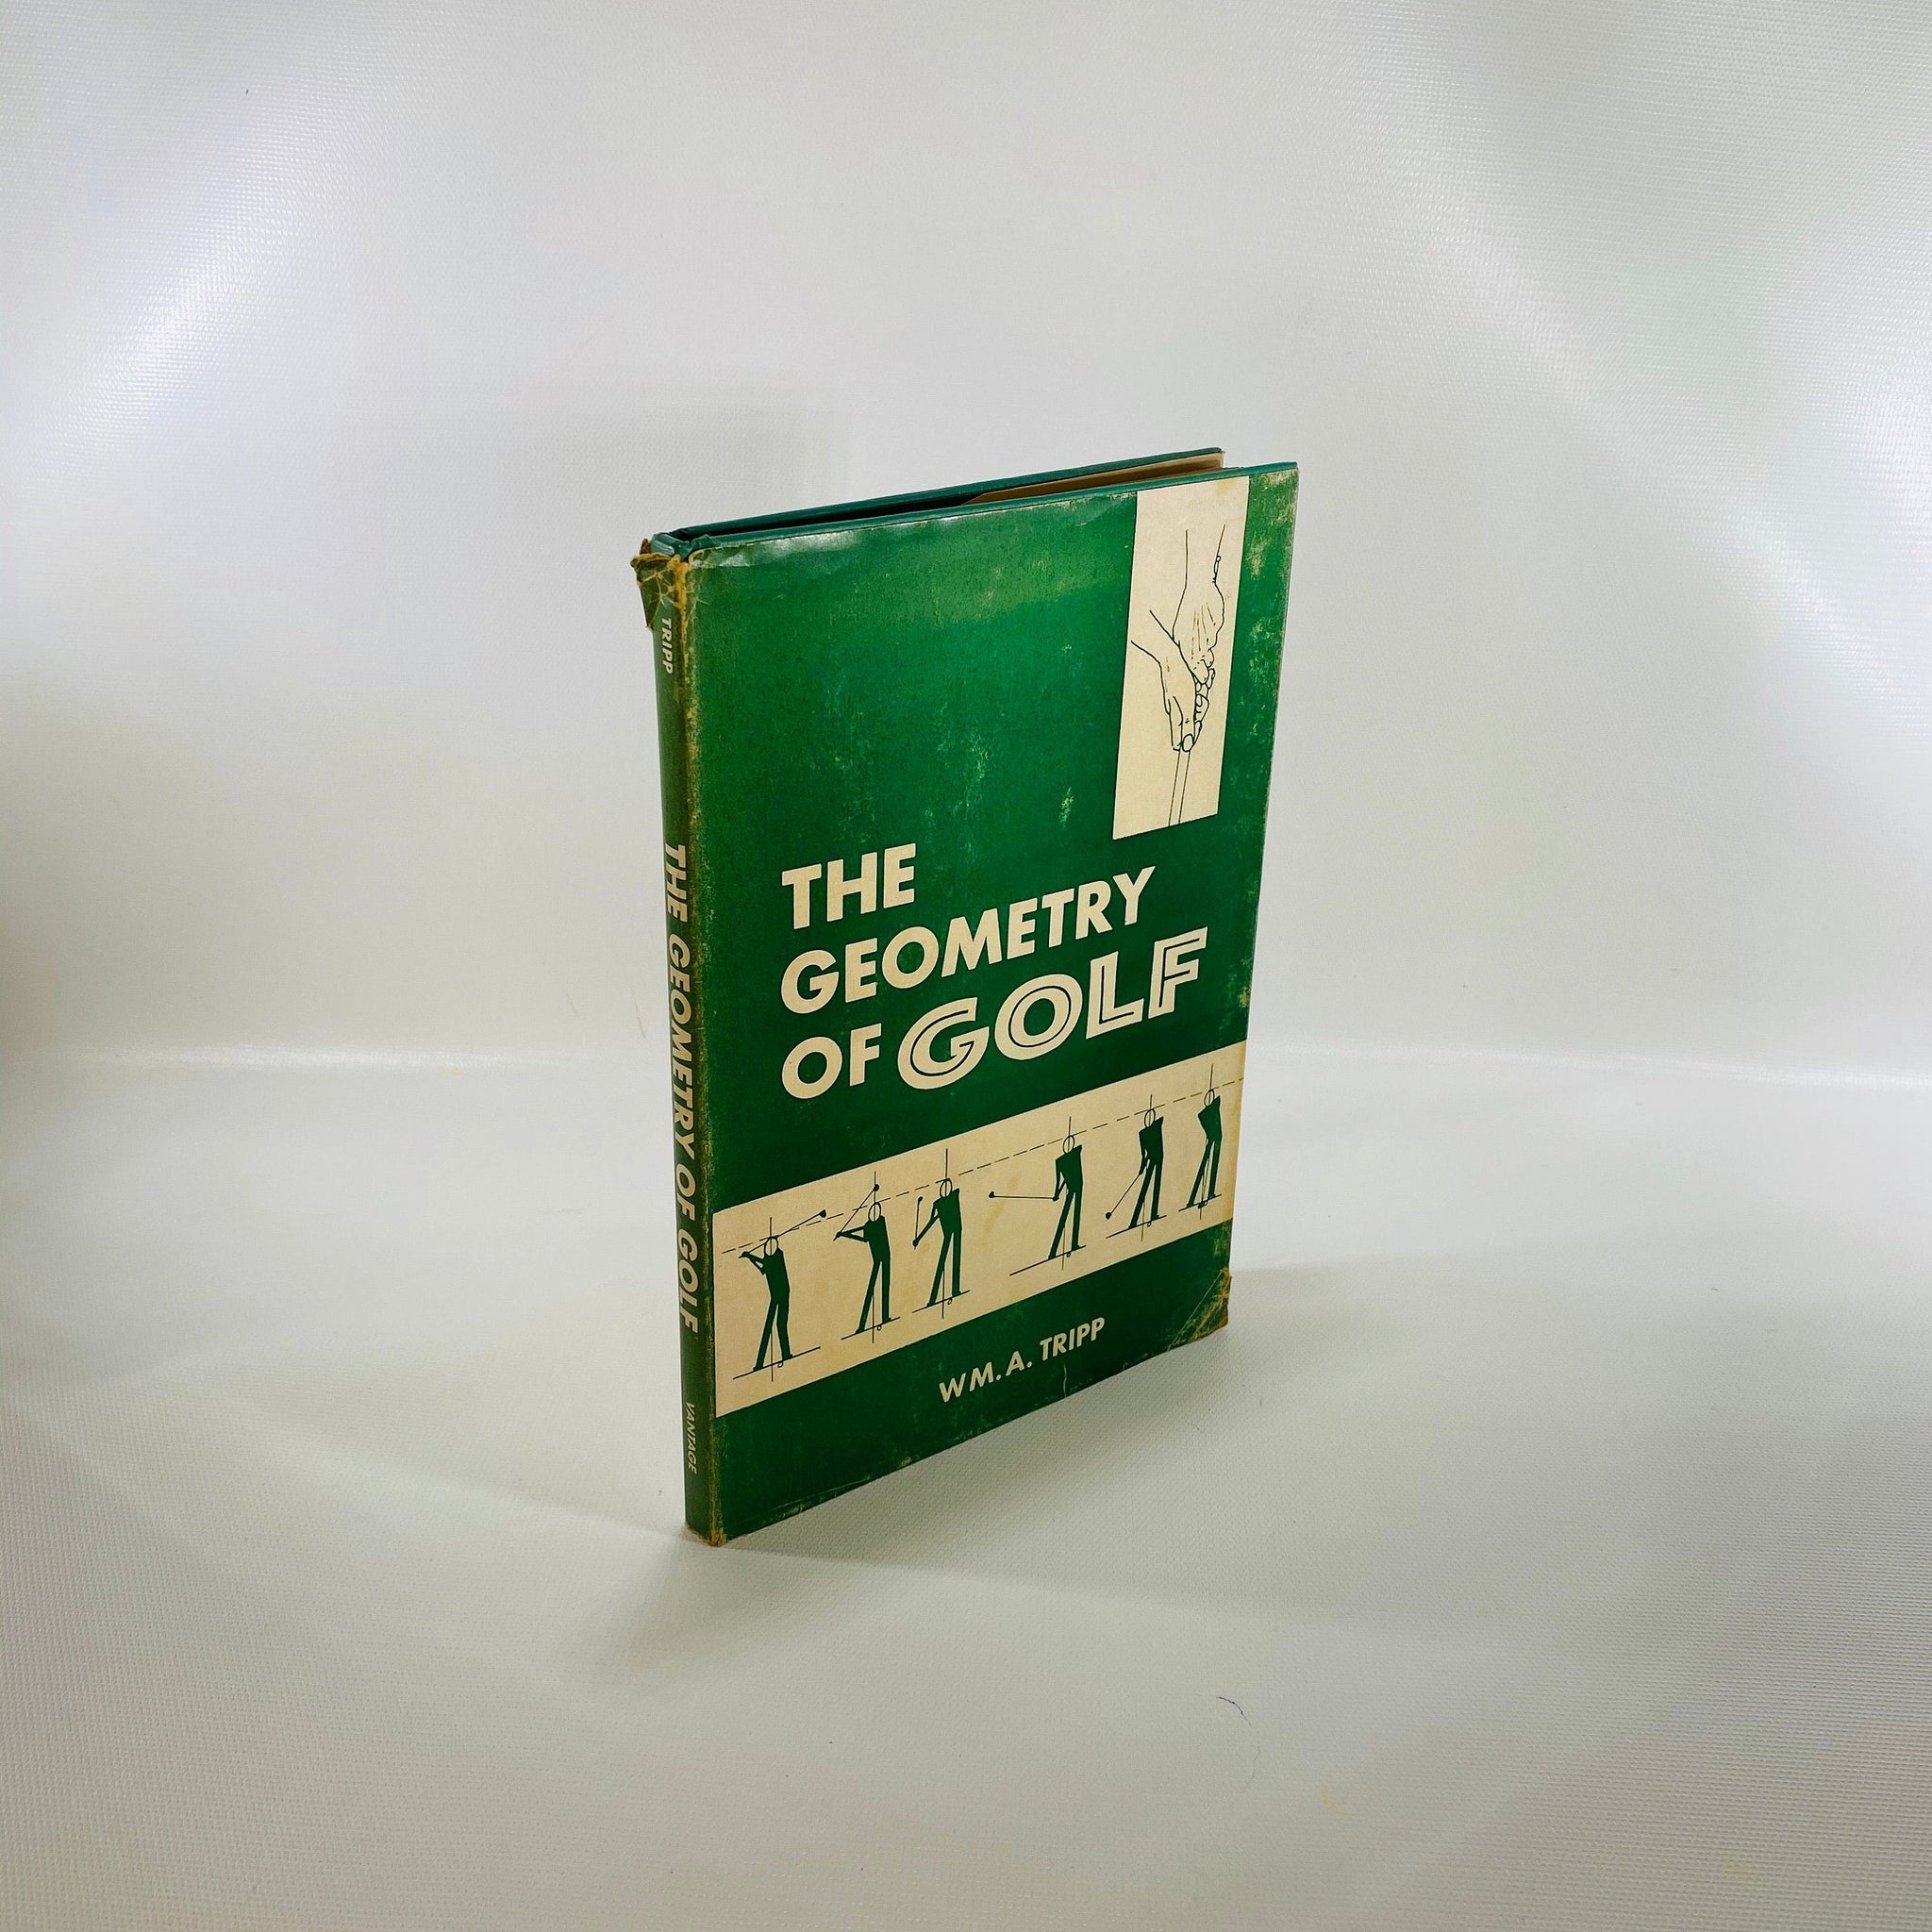 TRIPP
THE GEOMETRY OF GOLF
VANTAGE
THE
GEOMETRY
OF GOLF
WM. A. TRIPP